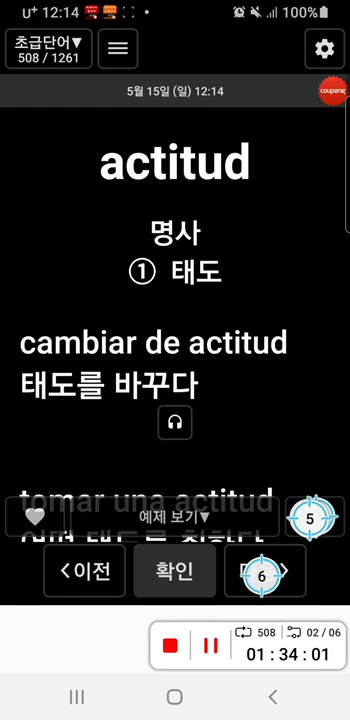 U+ 12:14 100%
초급단어▼
508 / 1261
5월 15일 (일) 12:14
coupang
actitud
명사
① 태도
cambiar de actitud
태도를 바꾸다
tomar una actitud
예제 보기▼
5
이전
확인
6
508 02 / 06
01 : 34 : 01